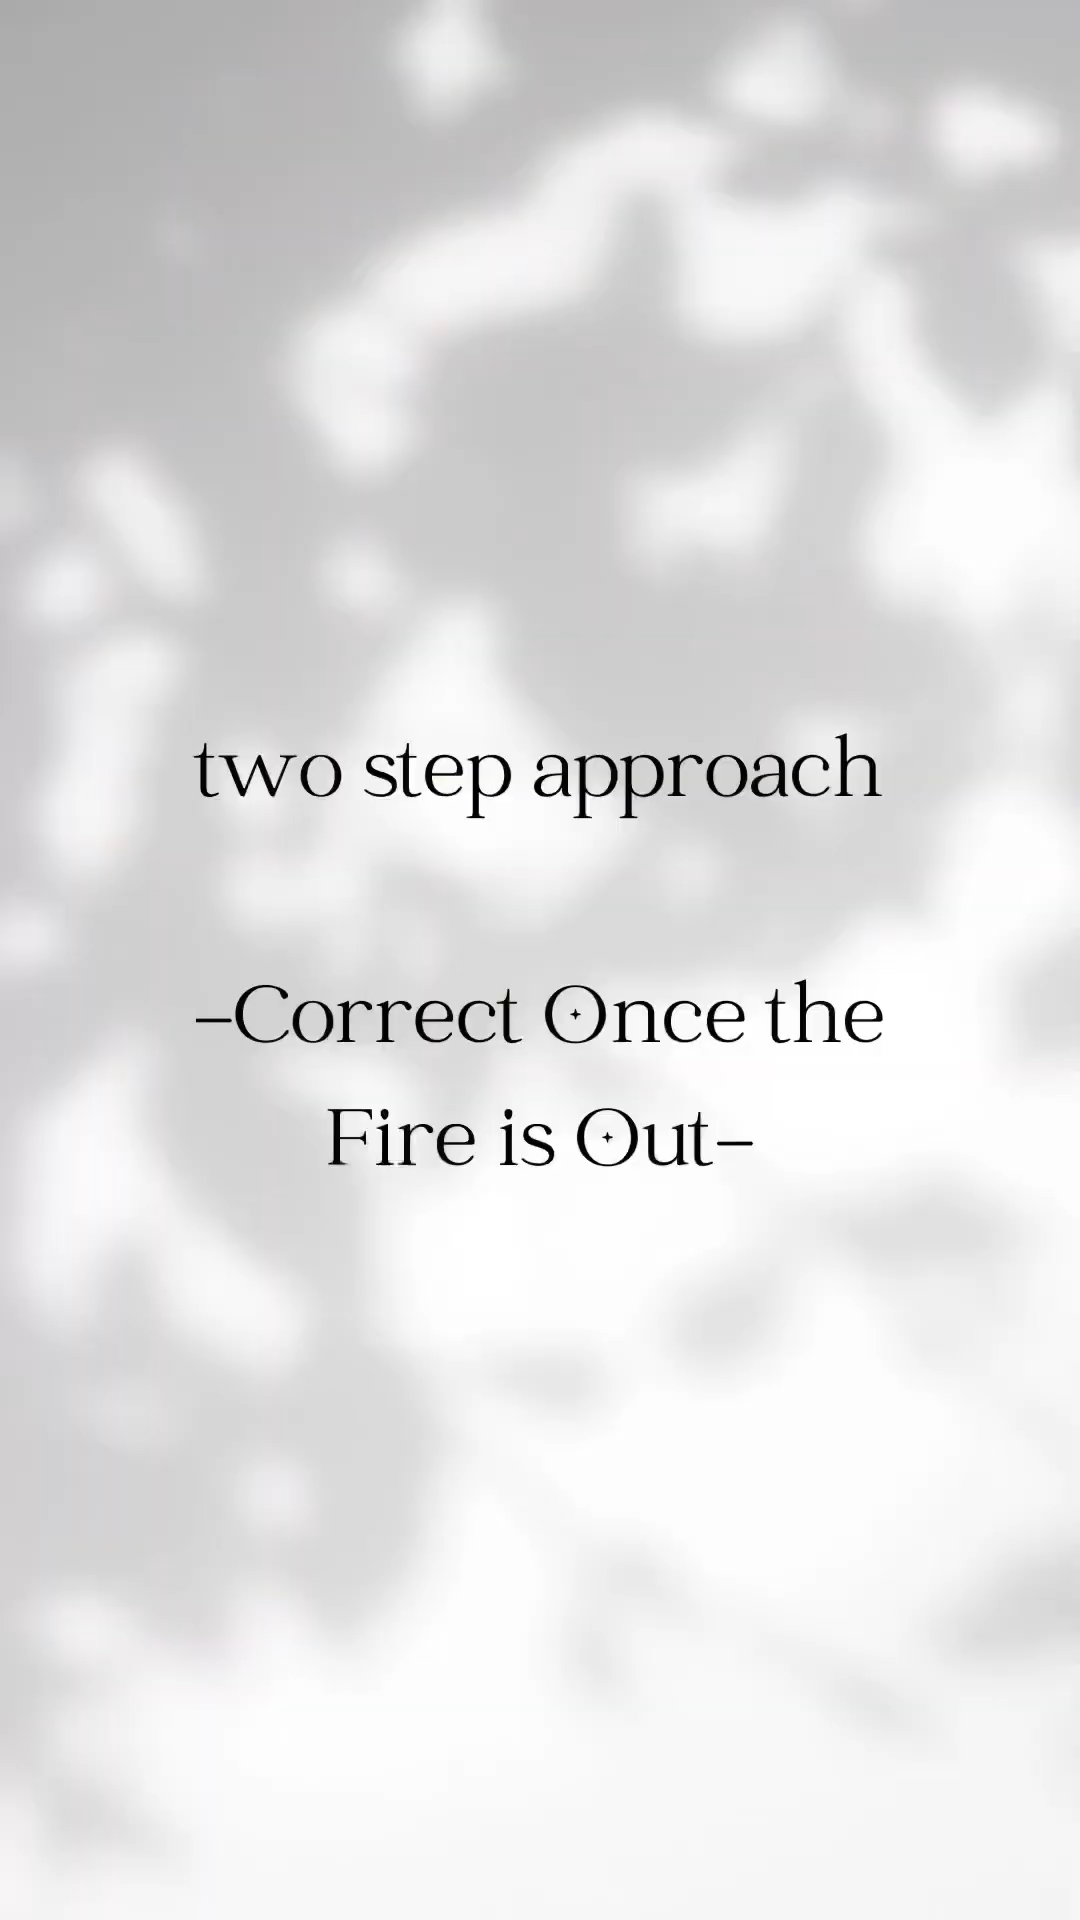 two step approach
–Correct Once the
Fire is Out–